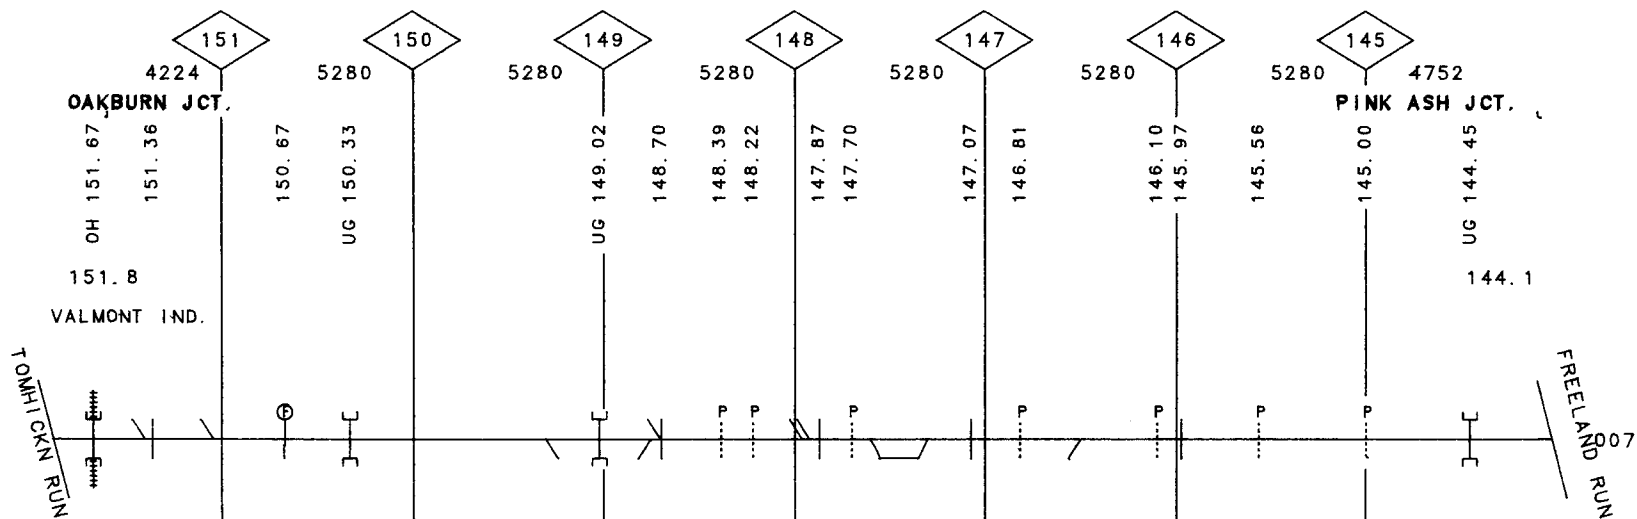 151 150 149 148 147 146 145
4224 5280 5280 5280 5280 5280 5280 4752
OAKBURN JCT. PINK ASH JCT.
OH 151.67
151.36
150.67
UG 150.33
UG 149.02
148.70
148.39
148.22
147.87
147.70
147.07
146.81
146.10
145.97
145.56
145.00
UG 144.45
151.8 144.1
VALMONT IND.
TOMHICKN RUN
F
P P P P P P P
FREELAND RUN
007